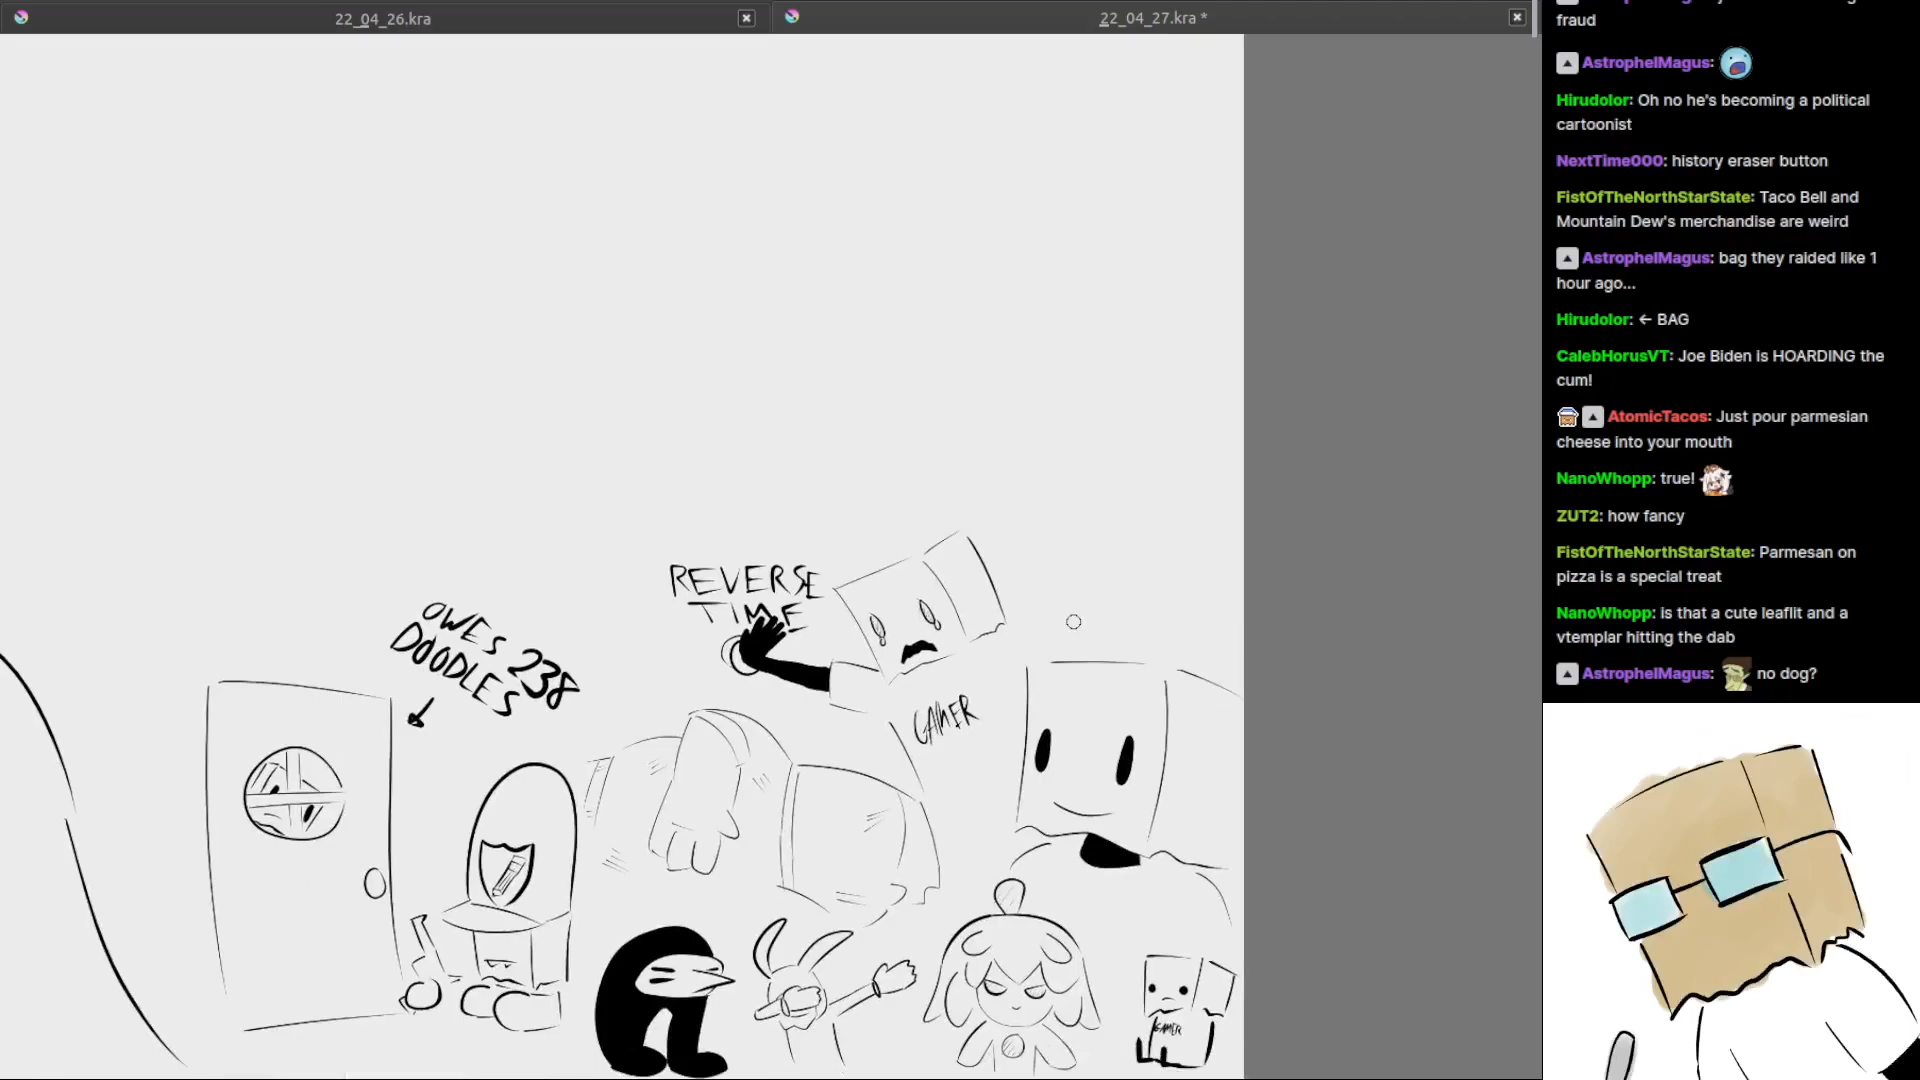 22_04_26.kra
22_04_27.kra *
REVERSE
TIME
OWES 238
DOODLES
GAMER
GAMER
fraud
AstrophelMagus:
Hirudolor: Oh no he's becoming a political
cartoonist
NextTime000: history eraser button
FistOfTheNorthStarState: Taco Bell and
Mountain Dew's merchandise are weird
AstrophelMagus: bag they raided like 1
hour ago...
Hirudolor: ← BAG
CalebHorusVT: Joe Biden is HOARDING the
cum!
AtomicTacos: Just pour parmesian
cheese into your mouth
NanoWhopp: true!
ZUT2: how fancy
FistOfTheNorthStarState: Parmesan on
pizza is a special treat
NanoWhopp: is that a cute leaflit and a
vtemplar hitting the dab
AstrophelMagus: no dog?